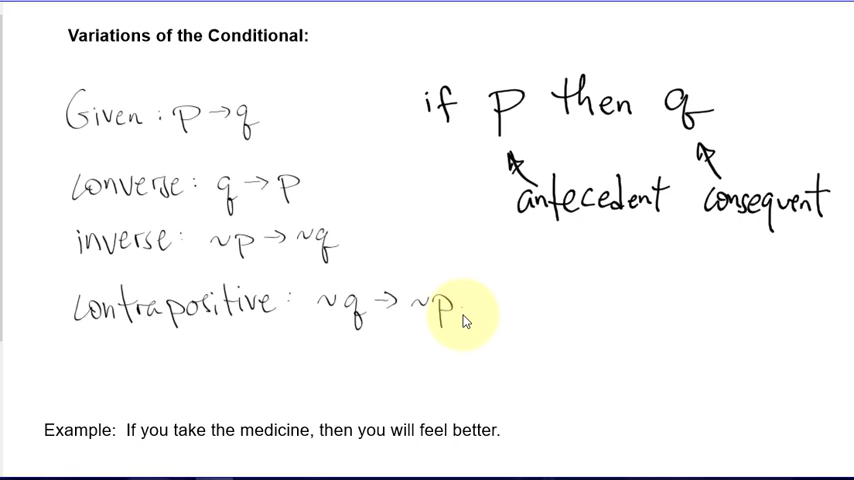 Variations of the Conditional:
Given: p → q
if p then q
antecedent consequent
converse: q → p
inverse: ~p → ~q
contrapositive: ~q → ~p
Example: If you take the medicine, then you will feel better.